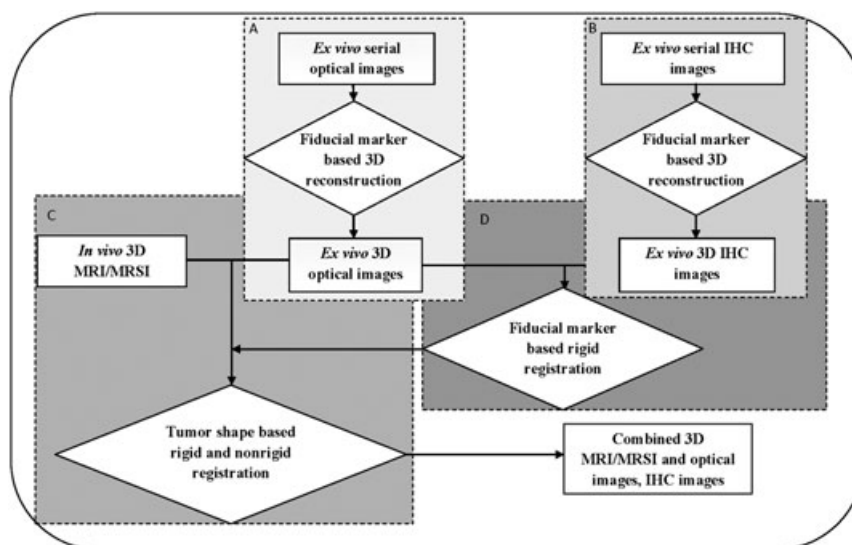 A
Ex vivo serial
optical images
Fiducial marker
based 3D
reconstruction
Ex vivo 3D
optical images
B
Ex vivo serial IHC
images
Fiducial marker
based 3D
reconstruction
Ex vivo 3D IHC
images
C
In vivo 3D
MRI/MRSI
D
Fiducial marker
based rigid
registration
Tumor shape based
rigid and nonrigid
registration
Combined 3D
MRI/MRSI and optical
images, IHC images